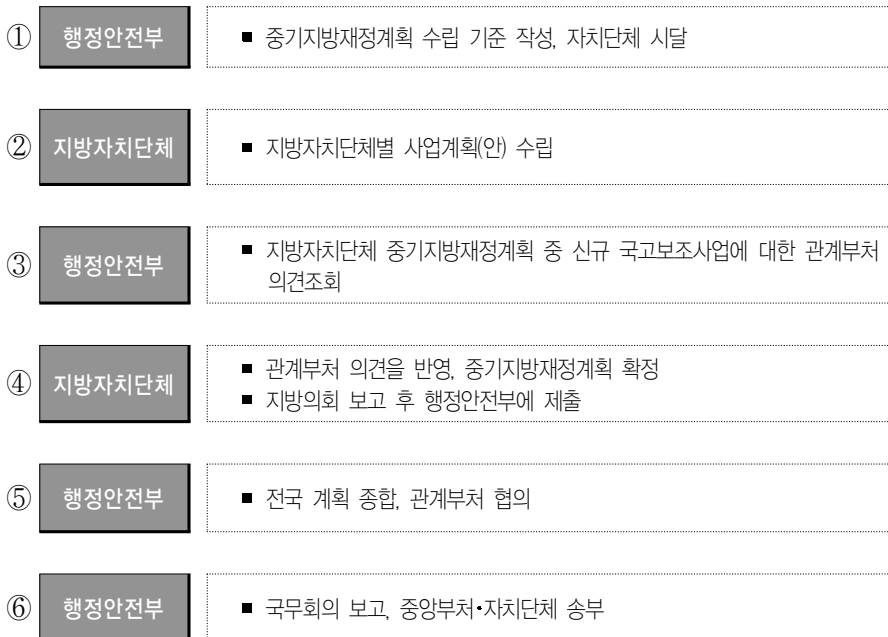 ① 행정안전부 ■ 중기지방재정계획 수립 기준 작성, 자치단체 시달
② 지방자치단체 ■ 지방자치단체별 사업계획(안) 수립
③ 행정안전부 ■ 지방자치단체 중기지방재정계획 중 신규 국고보조사업에 대한 관계부처
의견조회
④ 지방자치단체 ■ 관계부처 의견을 반영, 중기지방재정계획 확정
■ 지방의회 보고 후 행정안전부에 제출
⑤ 행정안전부 ■ 전국 계획 종합, 관계부처 협의
⑥ 행정안전부 ■ 국무회의 보고, 중앙부처•자치단체 송부